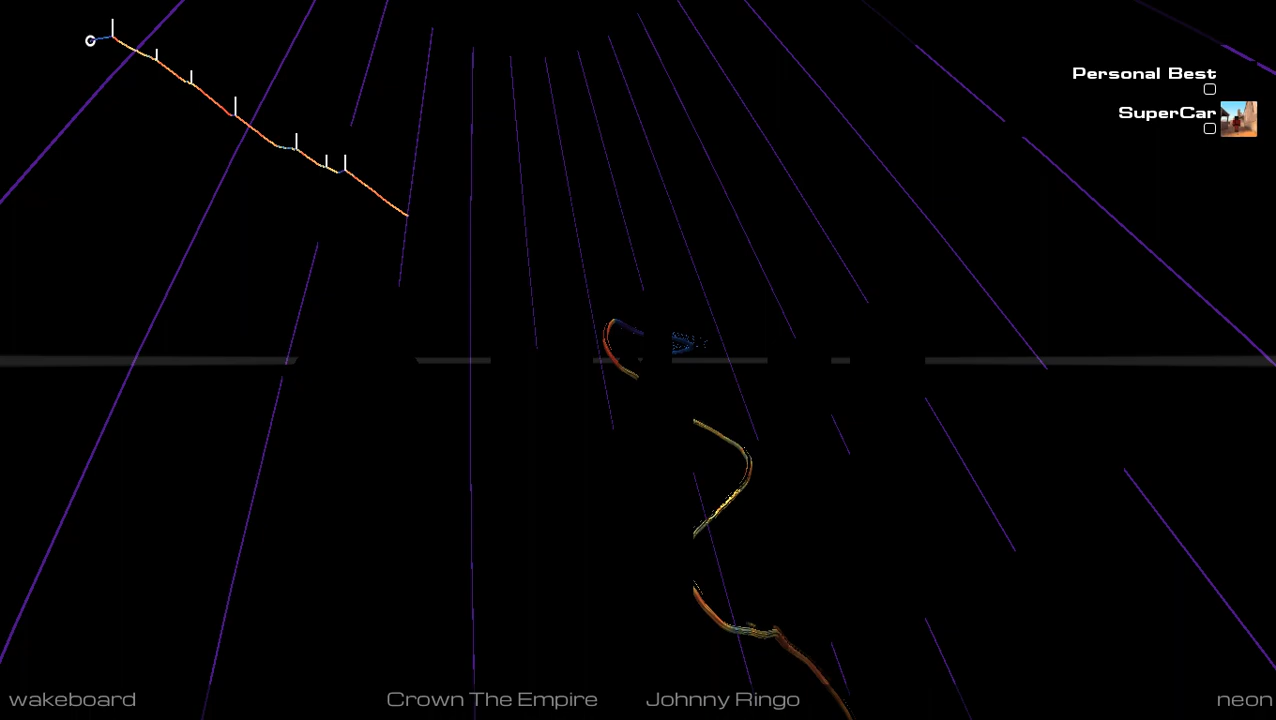 Personal Best
SuperCar
wakeboard
Crown The Empire
Johnny Ringo
neon